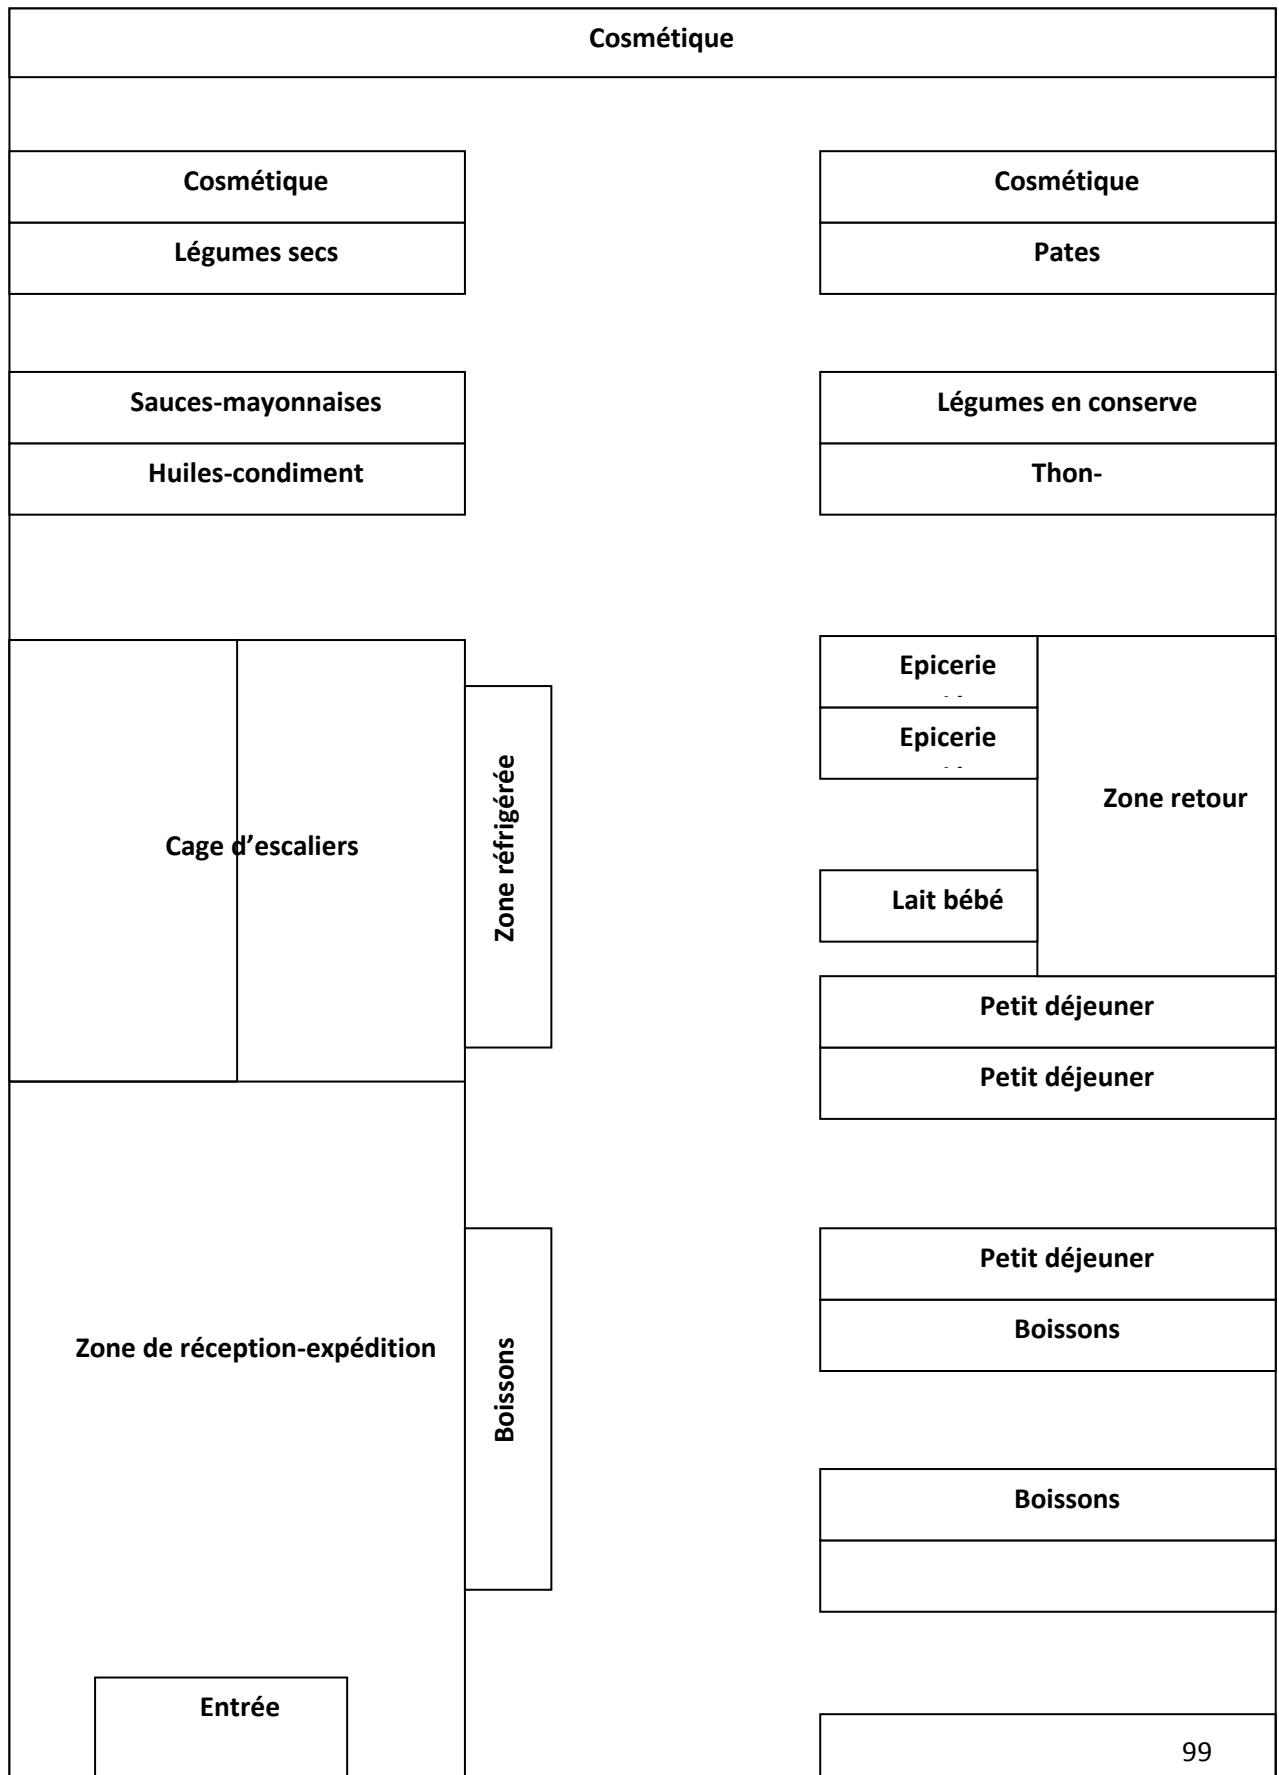 Cosmétique
Cosmétique
Cosmétique
Légumes secs
Pates
Sauces-mayonnaises
Légumes en conserve
Huiles-condiment
Thon-
Epicerie
Epicerie
Zone réfrigérée
Zone retour
Cage d’escaliers
Lait bébé
Petit déjeuner
Petit déjeuner
Petit déjeuner
Boissons
Zone de réception-expédition
Boissons
Boissons
Entrée
99